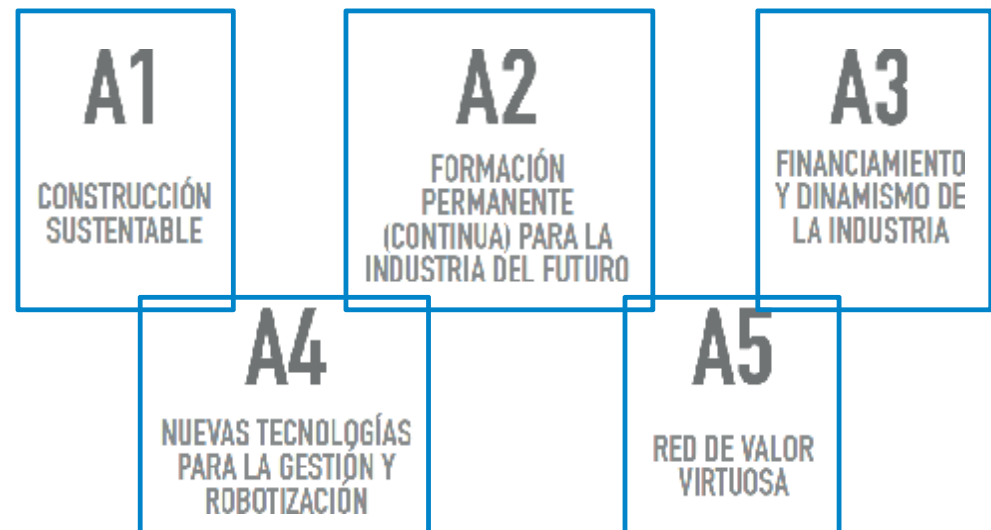 A1
CONSTRUCCIÓN
SUSTENTABLE
A2
FORMACIÓN
PERMANENTE
(CONTINUA) PARA LA
INDUSTRIA DEL FUTURO
A3
FINANCIAMIENTO
Y DINAMISMO DE
LA INDUSTRIA
A4
NUEVAS TECNOLOGÍAS
PARA LA GESTIÓN Y
ROBOTIZACIÓN
A5
RED DE VALOR
VIRTUOSA